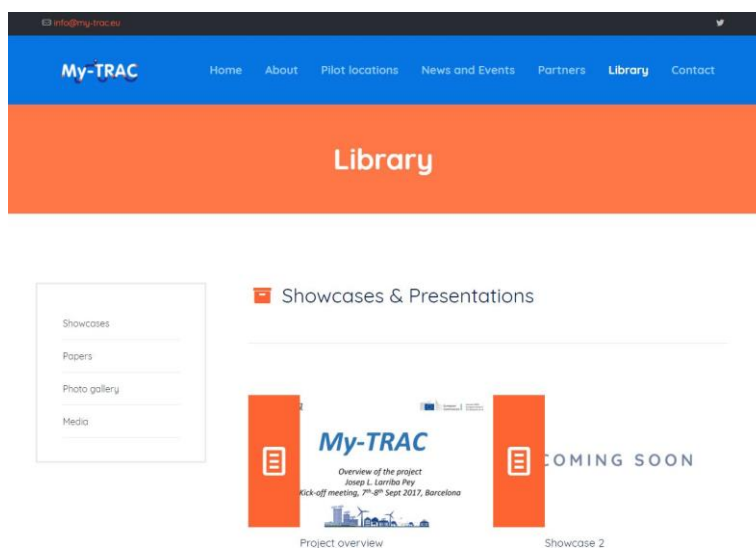 info@my-trac.eu
My-TRAC
Home About Pilot locations News and Events Partners Library Contact
Library
Showcases & Presentations
Showcases
Papers
Photo gallery
Media
My-TRAC
Overview of the project
Josep L. Larriba Pey
Kick-off meeting, 7th-8th Sept 2017, Barcelona
Project overview
COMING SOON
Showcase 2